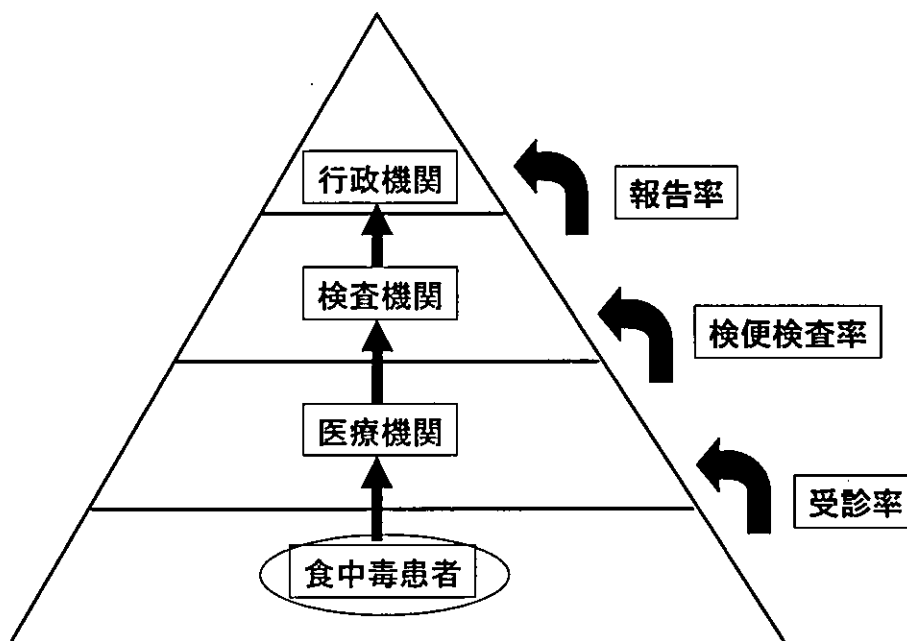 行政機関
報告率
検査機関
検便検査率
医療機関
受診率
食中毒患者